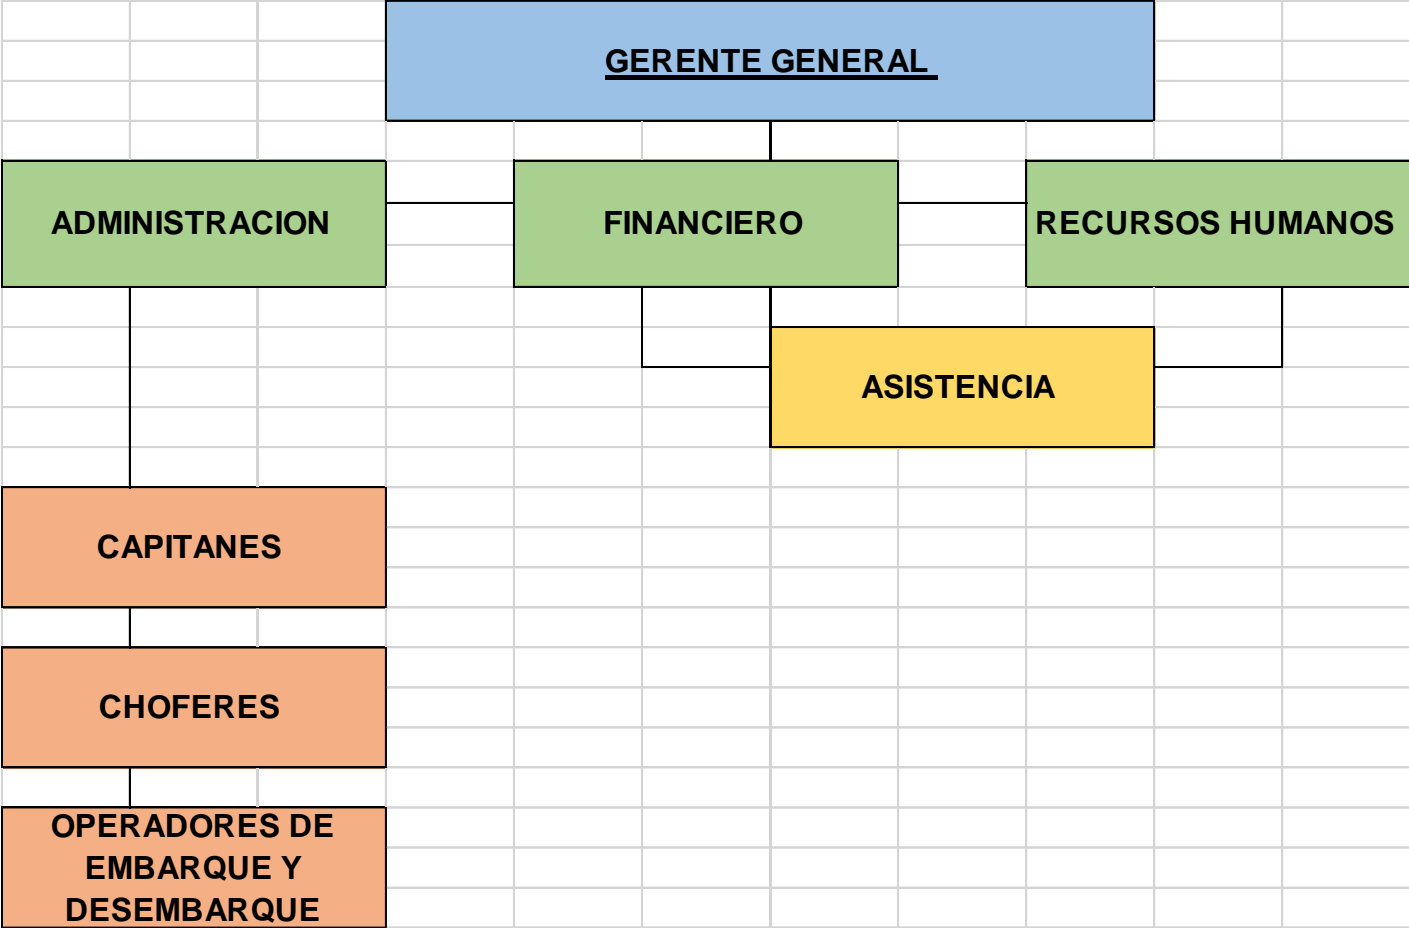 GERENTE GENERAL
ADMINISTRACION
FINANCIERO
RECURSOS HUMANOS
ASISTENCIA
CAPITANES
CHOFERES
OPERADORES DE
EMBARQUE Y
DESEMBARQUE